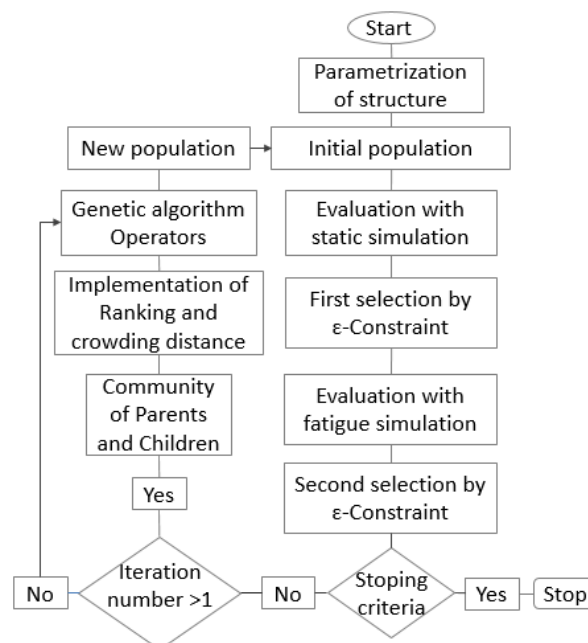 Start
Parametrization
of structure
New population
Initial population
Genetic algorithm
Operators
Evaluation with
static simulation
Implementation of
Ranking and
crowding distance
First selection by
ε-Constraint
Community
of Parents
and Children
Evaluation with
fatigue simulation
Yes
Second selection by
ε-Constraint
No
Iteration
number >1
No
Stoping
criteria
Yes
Stop